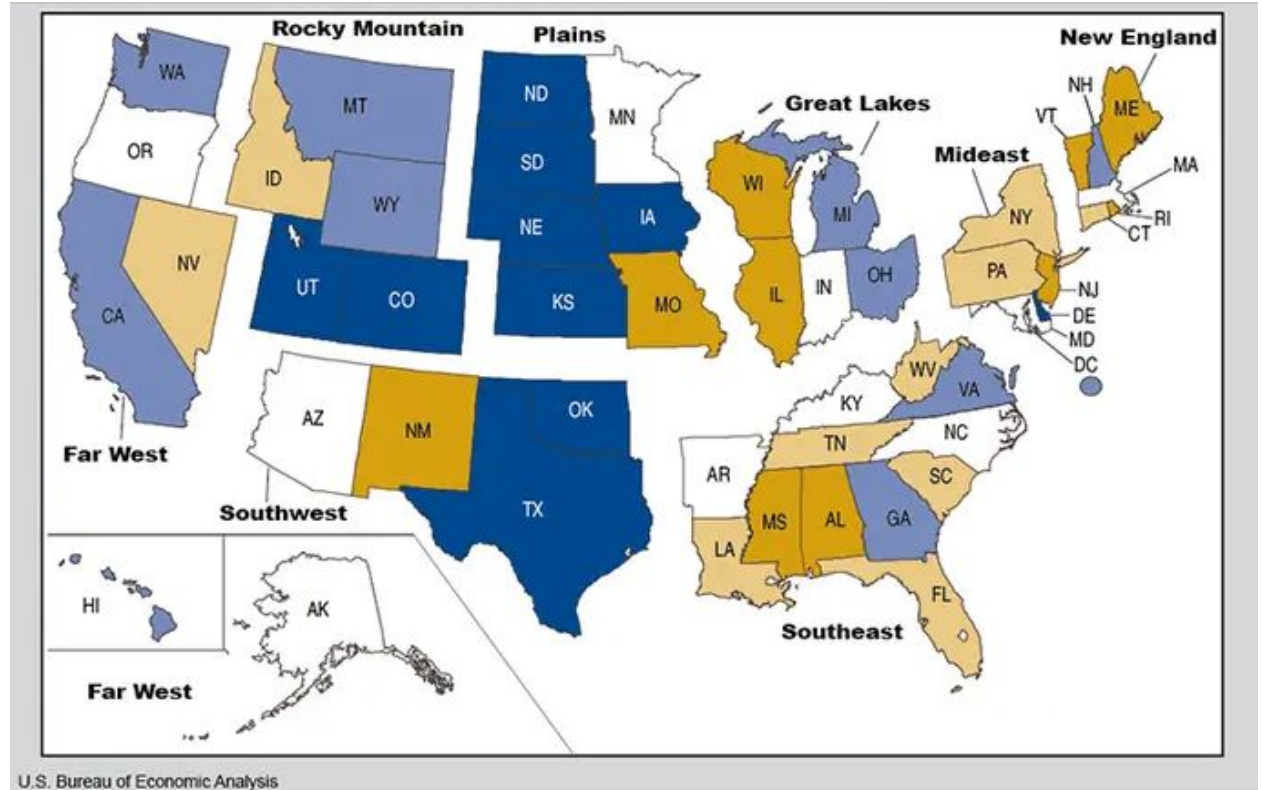 Rocky Mountain
Plains
New England
Great Lakes
Mideast
WA
OR
MT
ID
WY
NV
CA
UT
CO
ND
SD
NE
KS
MN
IA
MO
WI
MI
IL
IN
OH
NH
VT
ME
MA
RI
CT
NY
PA
NJ
DE
MD
DC
Far West
AZ
NM
OK
TX
Southwest
WV
VA
KY
NC
TN
AR
SC
MS
AL
GA
LA
FL
Southeast
HI
AK
Far West
U.S. Bureau of Economic Analysis